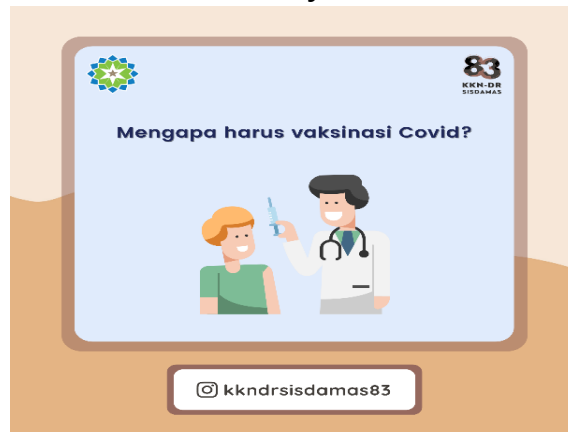 83
KKN-DR
SISDAMAS
Mengapa harus vaksinasi Covid?
kkndrsisdamas83